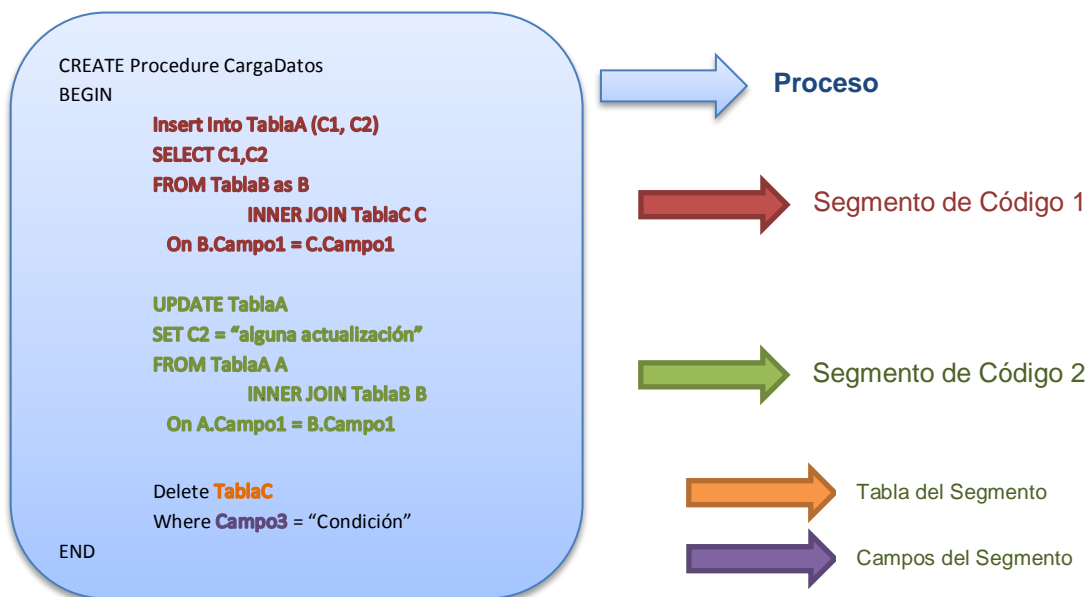 CREATE Procedure CargaDatos
BEGIN
Insert Into TablaA (C1, C2)
SELECT C1,C2
FROM TablaB as B
INNER JOIN TablaC C
On B.Campo1 = C.Campo1
UPDATE TablaA
SET C2 = “alguna actualización”
FROM TablaA A
INNER JOIN TablaB B
On A.Campo1 = B.Campo1
Delete TablaC
Where Campo3 = “Condición”
END
Proceso
Segmento de Código 1
Segmento de Código 2
Tabla del Segmento
Campos del Segmento